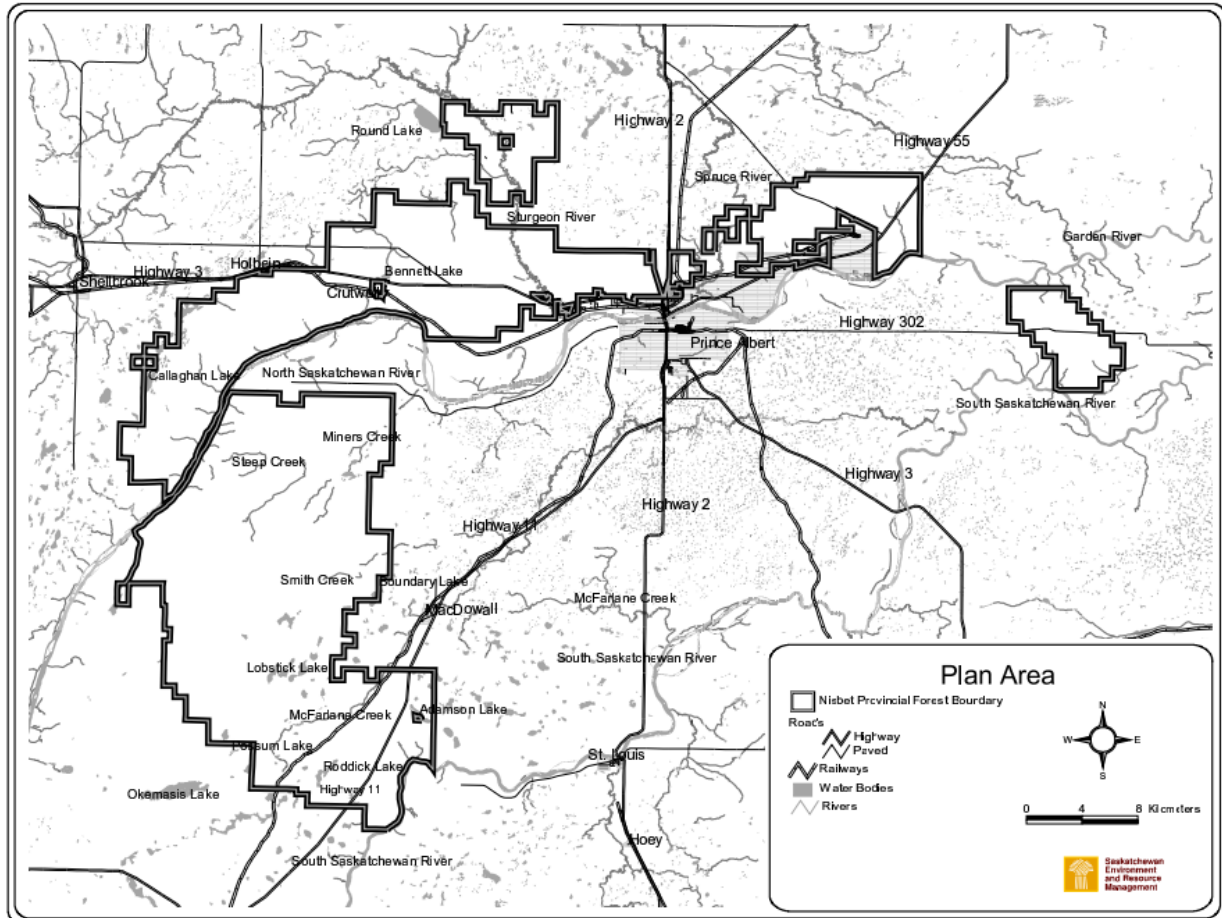 Highway 2
Round Lake
Highway 55
Spruce River
Sturgeon River
Garden River
Holbein
Bennett Lake
Highway 3
Shellbrook
Crutwell
Highway 302
Prince Albert
Callaghan Lake
North Saskatchewan River
South Saskatchewan River
Miners Creek
Steep Creek
Highway 3
Highway 2
Highway 11
Smith Creek
Boundary Lake
McFarlane Creek
MacDowall
South Saskatchewan River
Lobstick Lake
McFarlane Creek
Adamson Lake
Possum Lake
St. Louis
Roddick Lake
Highway 11
Okemasis Lake
Hoey
South Saskatchewan River
Plan Area
Nisbet Provincial Forest Boundary
Road's
Highway
Paved
Railways
Water Bodies
Rivers
N
W E
S
0 4 8 Kilometers
Saskatchewan
Environment
and Resource
Management